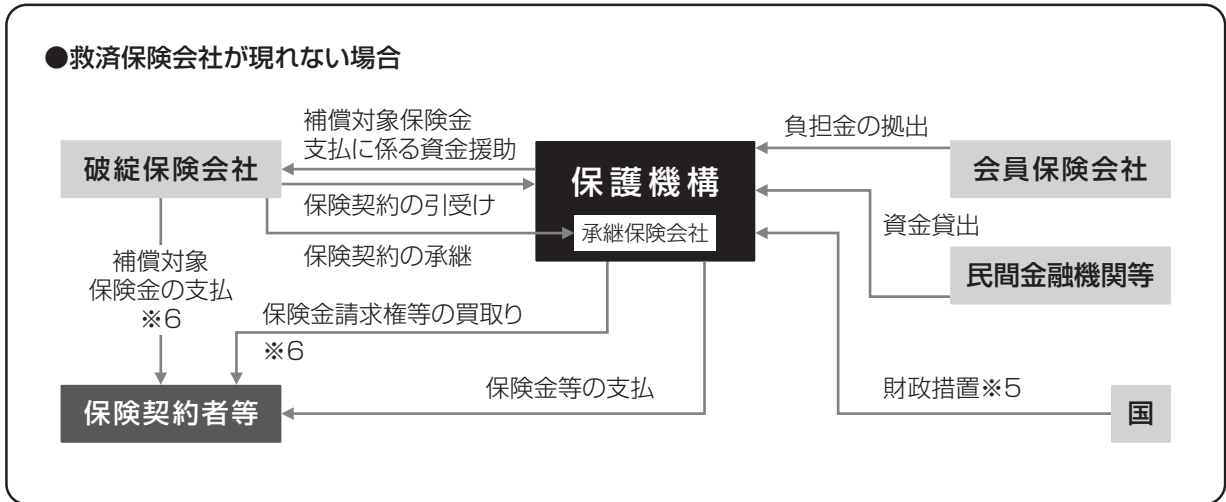 ●救済保険会社が現れない場合
補償対象保険金
支払に係る資金援助
負担金の拠出
破綻保険会社
保護機構
会員保険会社
保険契約の引受け
承継保険会社
資金貸出
保険契約の承継
補償対象
保険金の支払
※6
民間金融機関等
保険金請求権等の買取り
※6
保険金等の支払
財政措置※5
保険契約者等
国